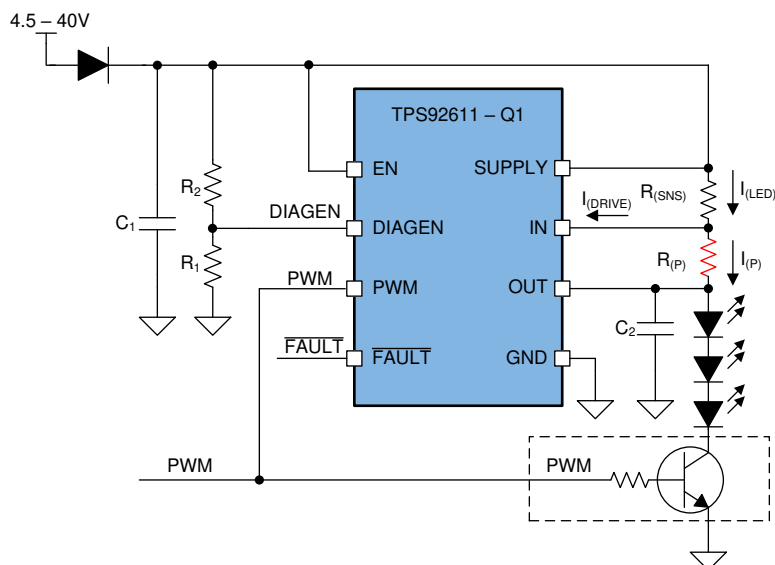 4.5 – 40V
TPS92611 – Q1
EN
SUPPLY
R2
I(DRIVE)
R(SNS)
I(LED)
C1
DIAGEN
DIAGEN
IN
R1
R(P)
I(P)
PWM
PWM
OUT
C2
FAULT
FAULT
GND
PWM
PWM